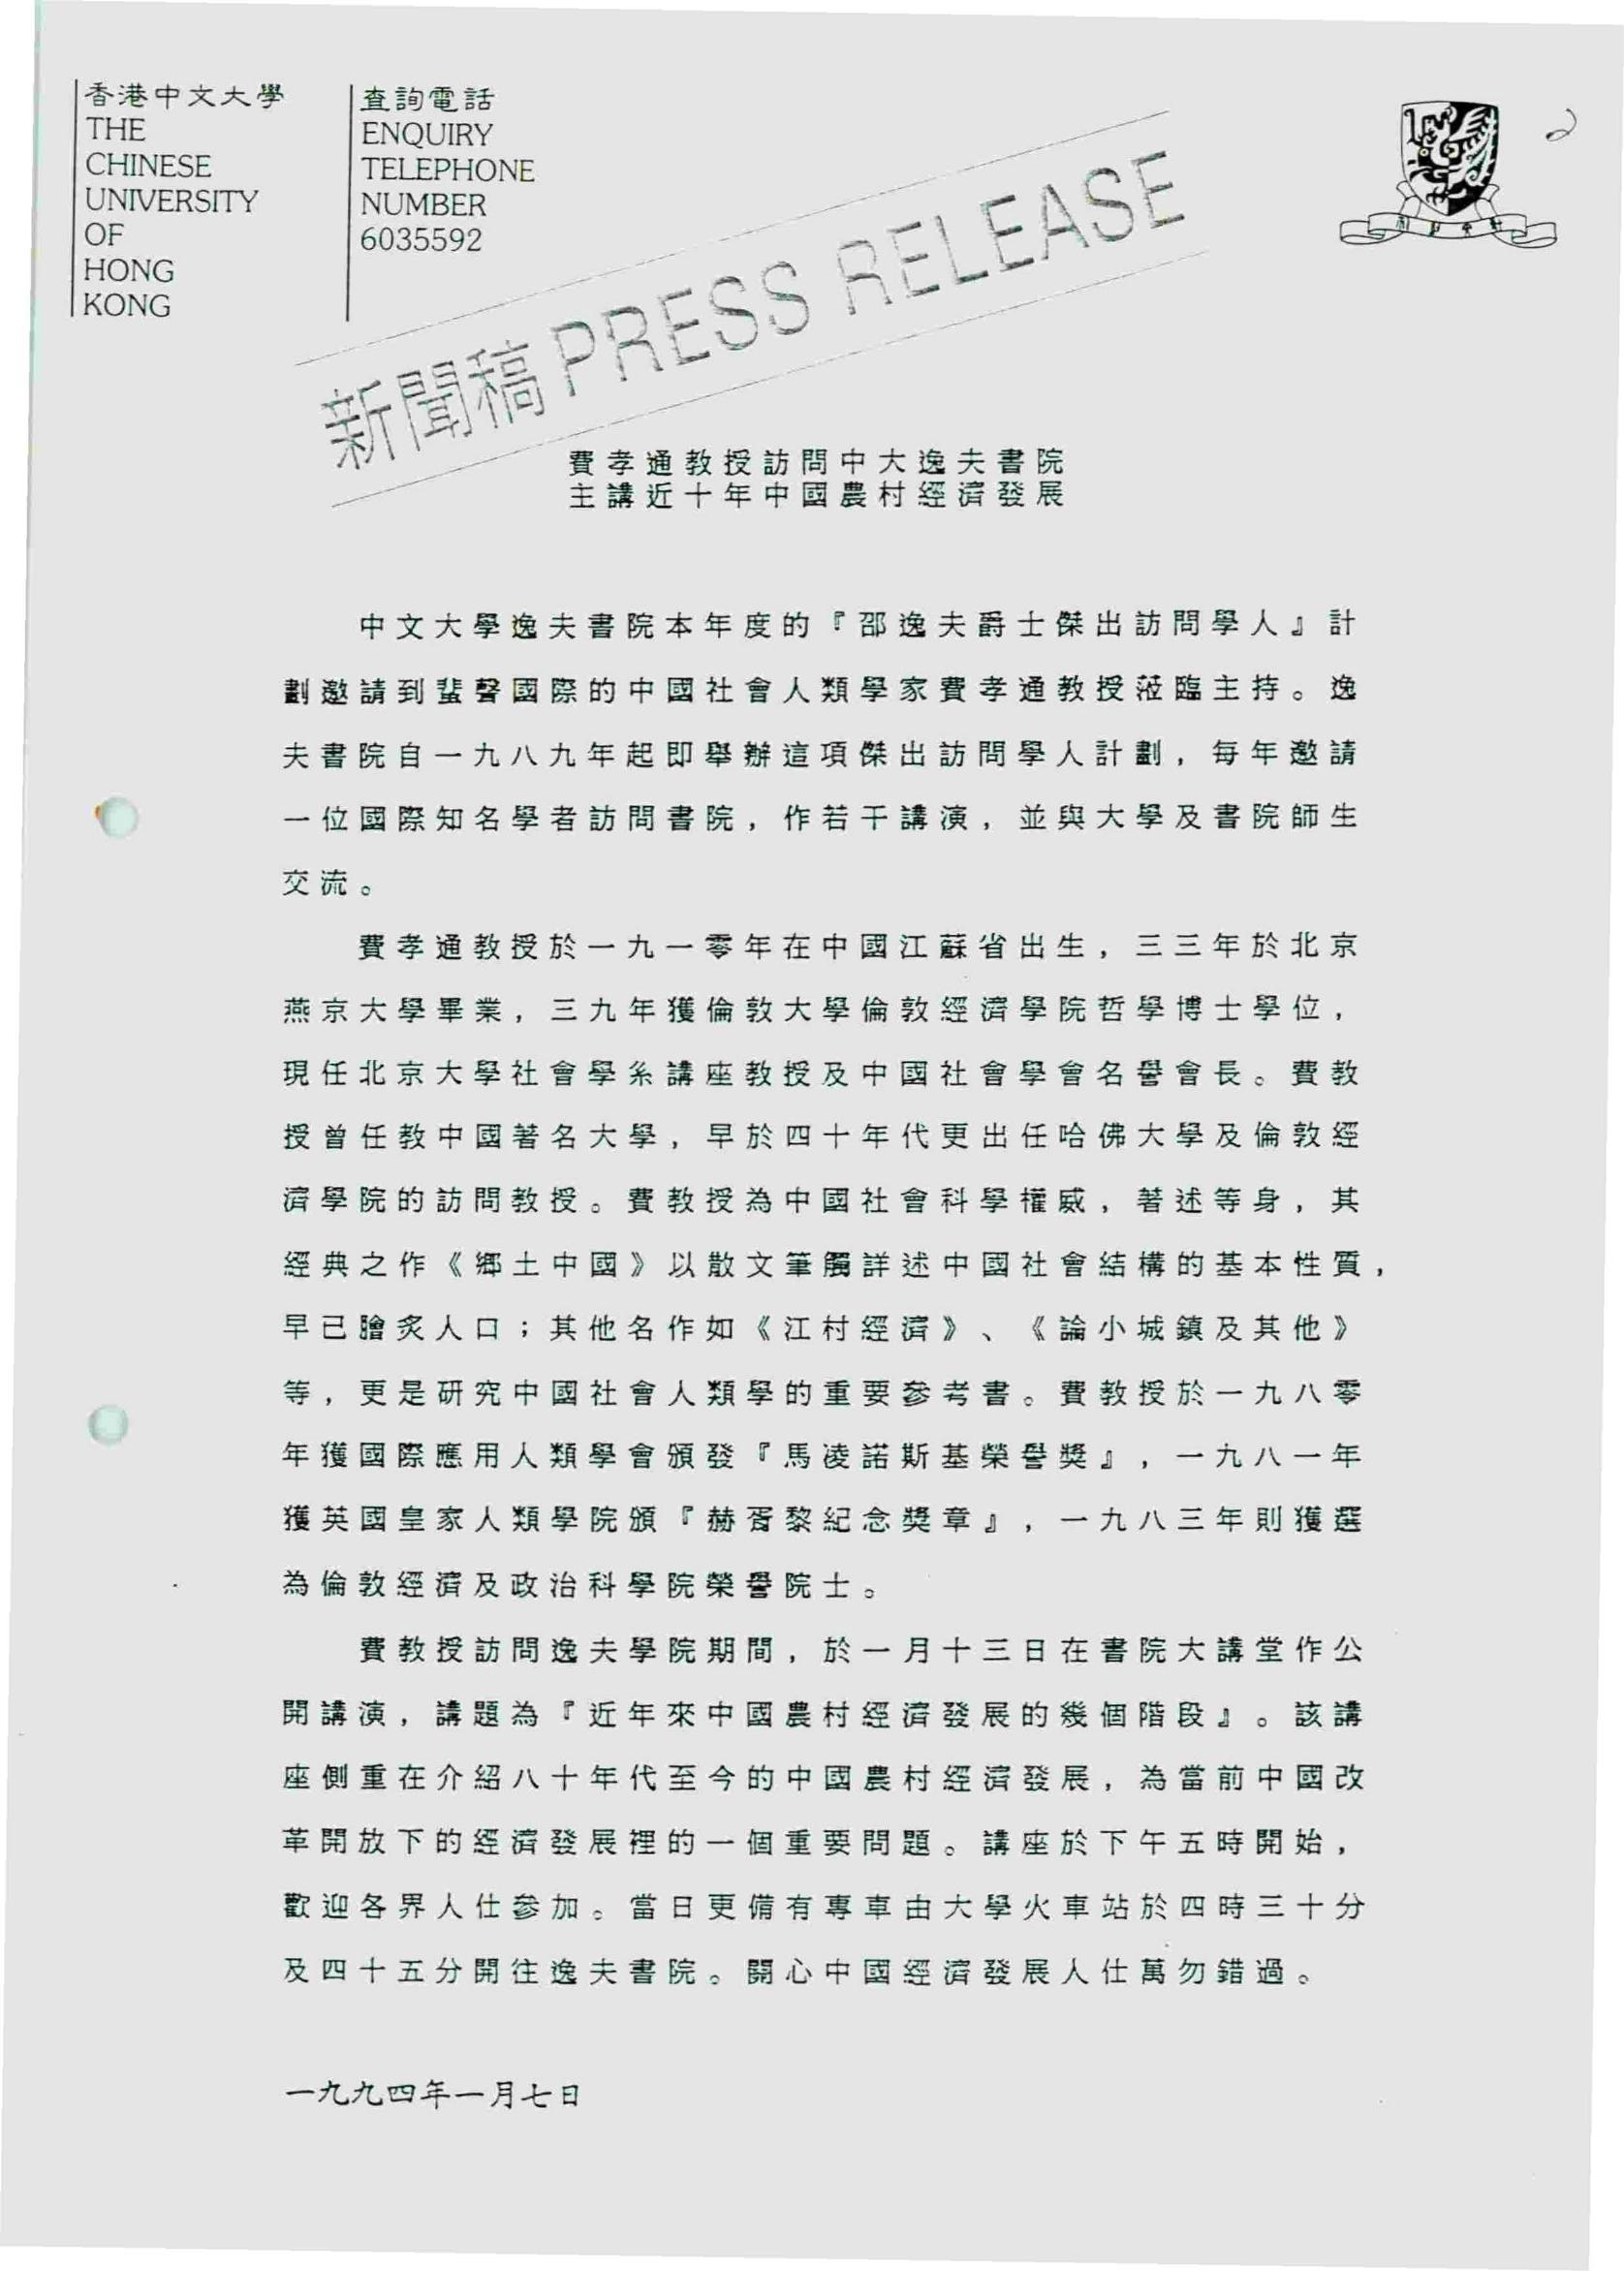 香港中文大學
THE
CHINESE
UNIVERSITY
OF
HONG
KONG
查詢電話
ENQUIRY
TELEPHONE
NUMBER
6035592
新聞稿 PRESS RELEASE
費孝通教授訪問中大逸夫書院
主講近十年中國農村經濟發展
中文大學逸夫書院本年度的『邵逸夫爵士傑出訪問學人』計
劃邀請到蜚聲國際的中國社會人類學家費孝通教授蒞臨主持。逸
夫書院自一九八九年起即舉辦這項傑出訪問學人計劃，每年邀請
一位國際知名學者訪問書院，作若干講演，並與大學及書院師生
交流。
費孝通教授於一九一零年在中國江蘇省出生，三三年於北京
燕京大學畢業，三九年獲倫敦大學倫敦經濟學院哲學博士學位，
現任北京大學社會學糸講座教授及中國社會學會名譽會長。費教
授曾任教中國著名大學，早於四十年代更出任哈佛大學及倫敦經
濟學院的訪問教授。費教授為中國社會科學權威，著述等身，其
經典之作《鄉土中國》以散文筆觸詳述中國社會結構的基本性質，
早已膾炙人口；其他名作如《江村經濟》、《論小城鎮及其他》
等，更是研究中國社會人類學的重要參考書。費教授於一九八零
年獲國際應用人類學會頒發『馬凌諾斯基榮譽獎』，一九八一年
獲英國皇家人類學院頒『赫胥黎紀念獎章』，一九八三年則獲選
為倫敦經濟及政治科學院榮譽院士。
費教授訪問逸夫學院期間，於一月十三日在書院大講堂作公
開講演，講題為『近年來中國農村經濟發展的幾個階段』。該講
座側重在介紹八十年代至今的中國農村經濟發展，為當前中國改
革開放下的經濟發展裡的一個重要問題。講座於下午五時開始，
歡迎各界人仕參加。當日更備有專車由大學火車站於四時三十分
及四十五分開往逸夫書院。關心中國經濟發展人仕萬勿錯過。
一九九四年一月七日